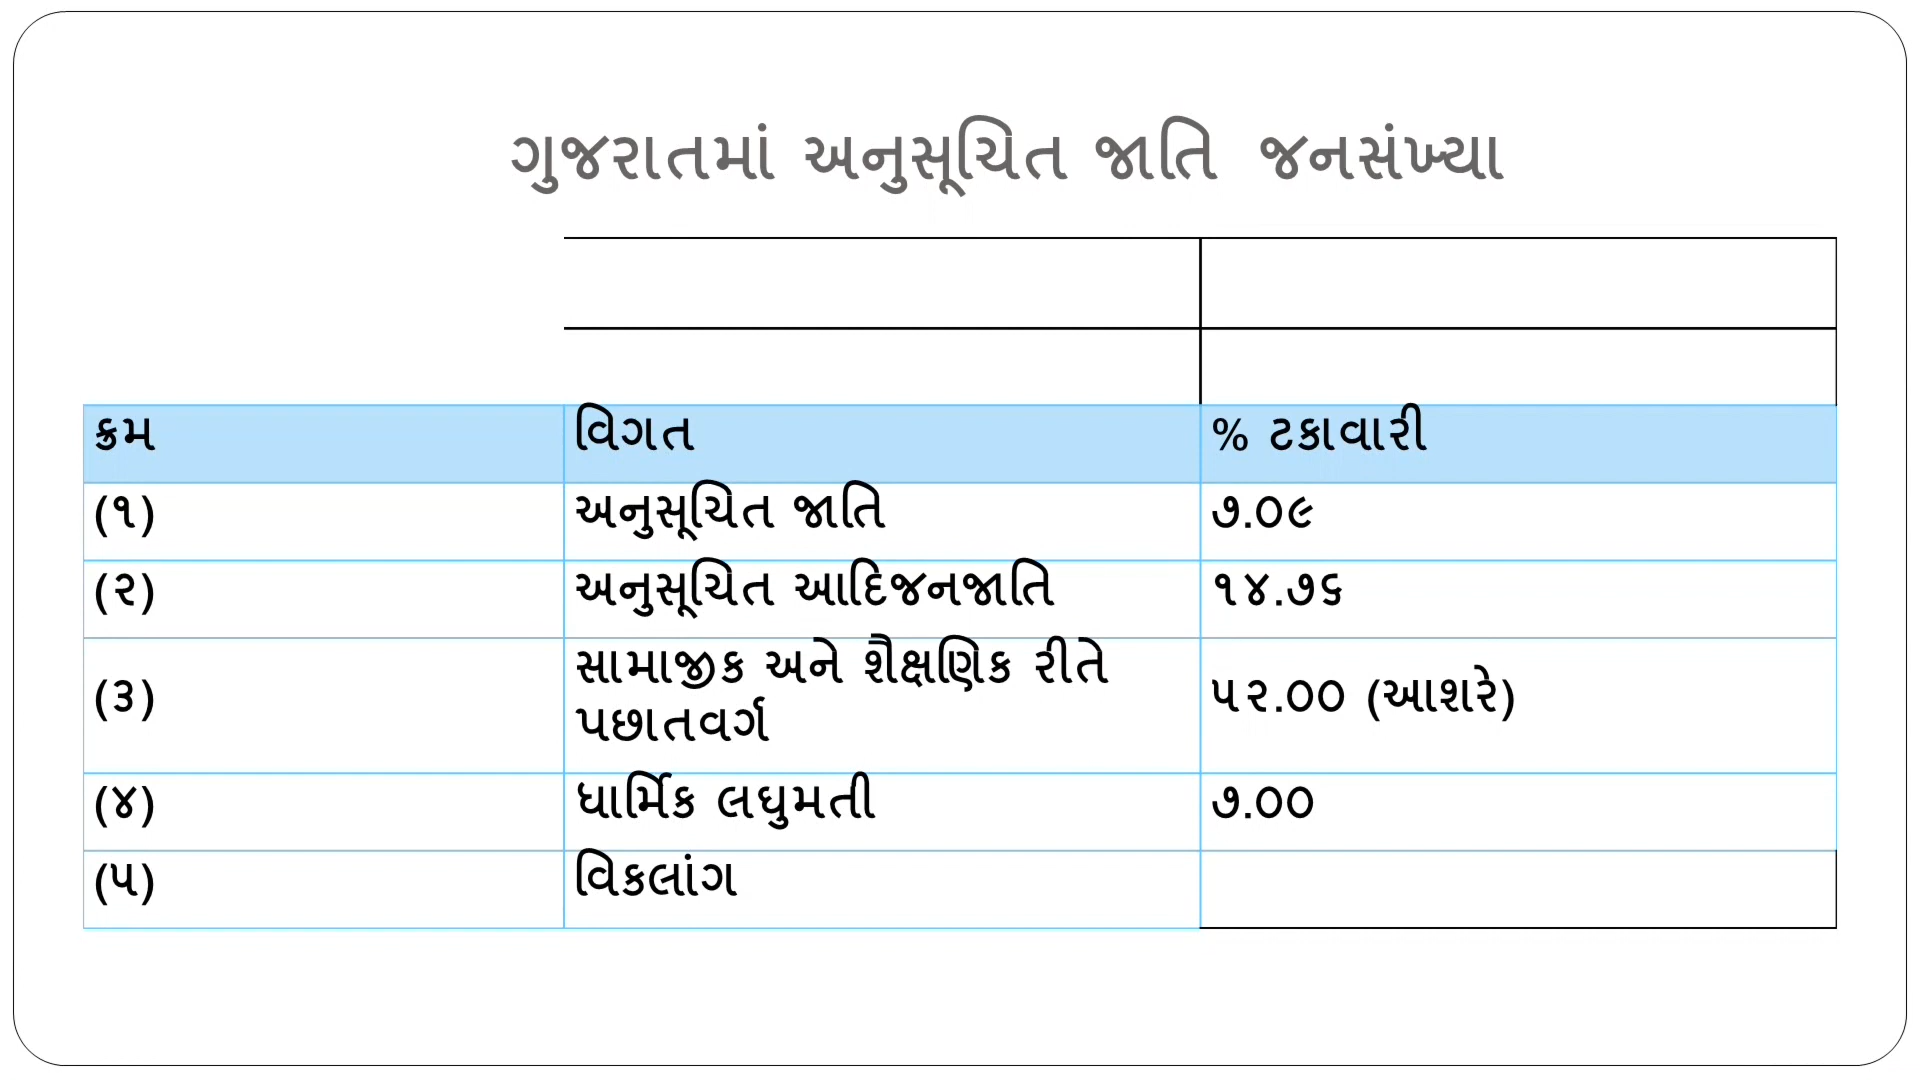 ગુજરાતમાં અનુસૂચિત જાતિ જનસંખ્યા
ક્રમ વિગત % ટકાવારી
(૧) અનુસૂચિત જાતિ ૭.૦૯
(૨) અનુસૂચિત આદિજનજાતિ ૧૪.૭૬
(૩) સામાજીક અને શૈક્ષણિક રીતે
પછાતવર્ગ ૫૨.૦૦ (આશરે)
(૪) ધાર્મિક લઘુમતી ૭.૦૦
(૫) વિકલાંગ